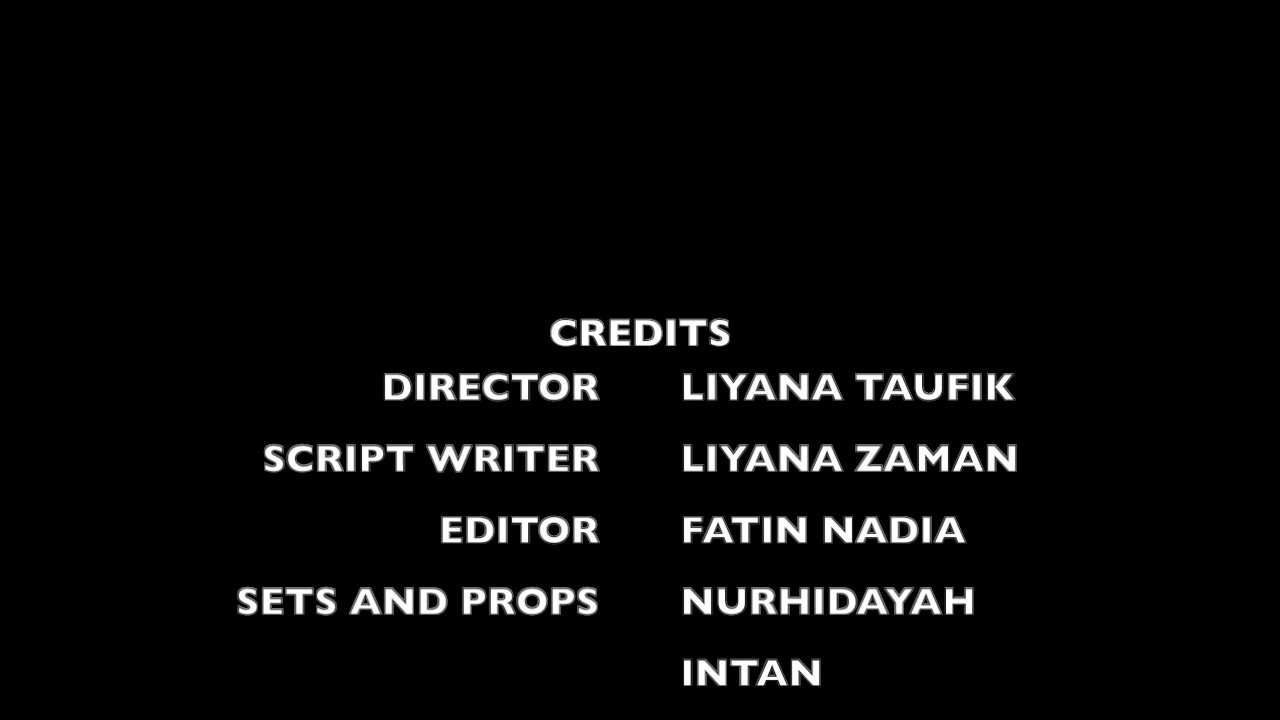 CREDITS
DIRECTOR LIYANA TAUFIK
SCRIPT WRITER LIYANA ZAMAN
EDITOR FATIN NADIA
SETS AND PROPS NURHIDAYAH
INTAN